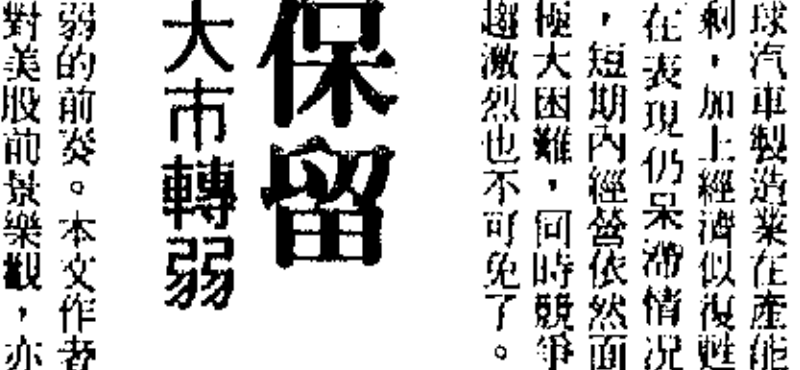 球汽車製造業在產能
剩，加上經濟似復甦
在表現仍呆滯情況
，短期內經營依然面
極大困難，同時競爭
趨激烈也不可免了。
保留
大市轉弱
弱的前奏。本文作者
對美股前景樂觀，亦